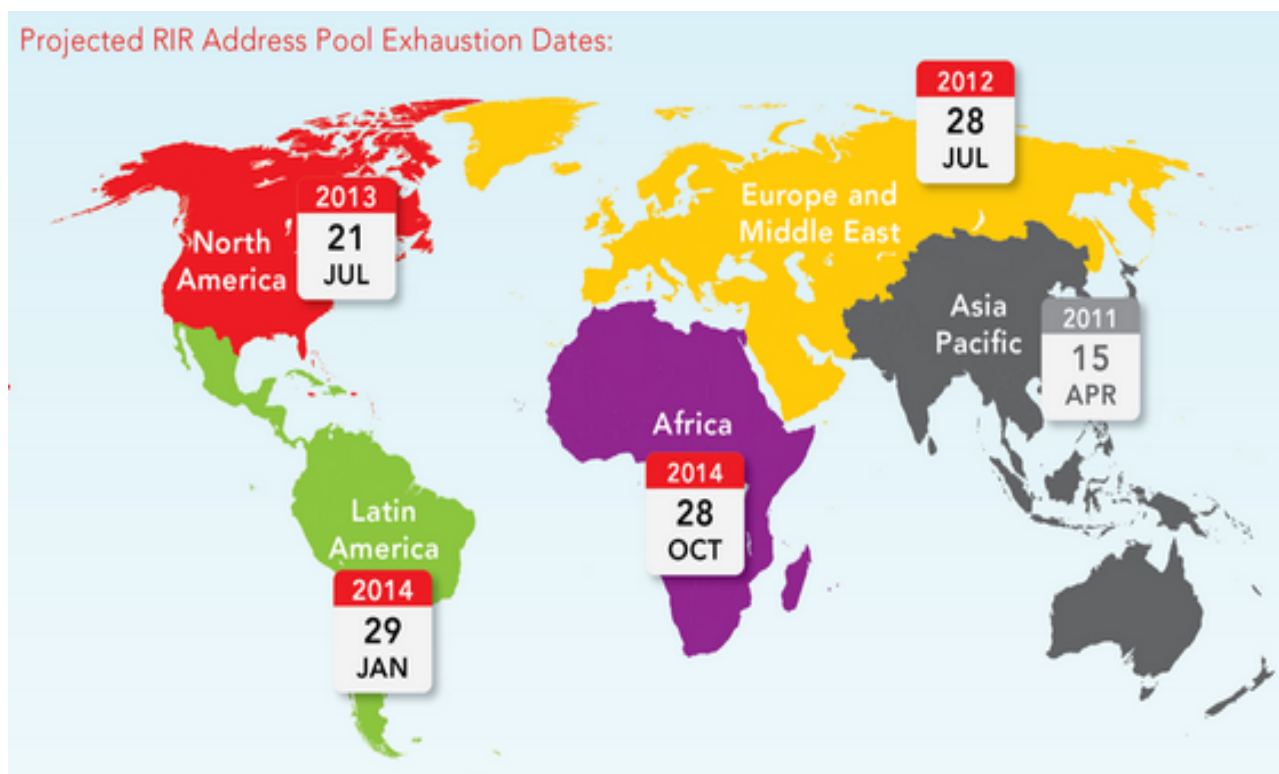 Projected RIR Address Pool Exhaustion Dates:
2012
28
JUL
Europe and
Middle East
2013
21
JUL
North
America
Asia
Pacific
2011
15
APR
Africa
2014
28
OCT
Latin
America
2014
29
JAN